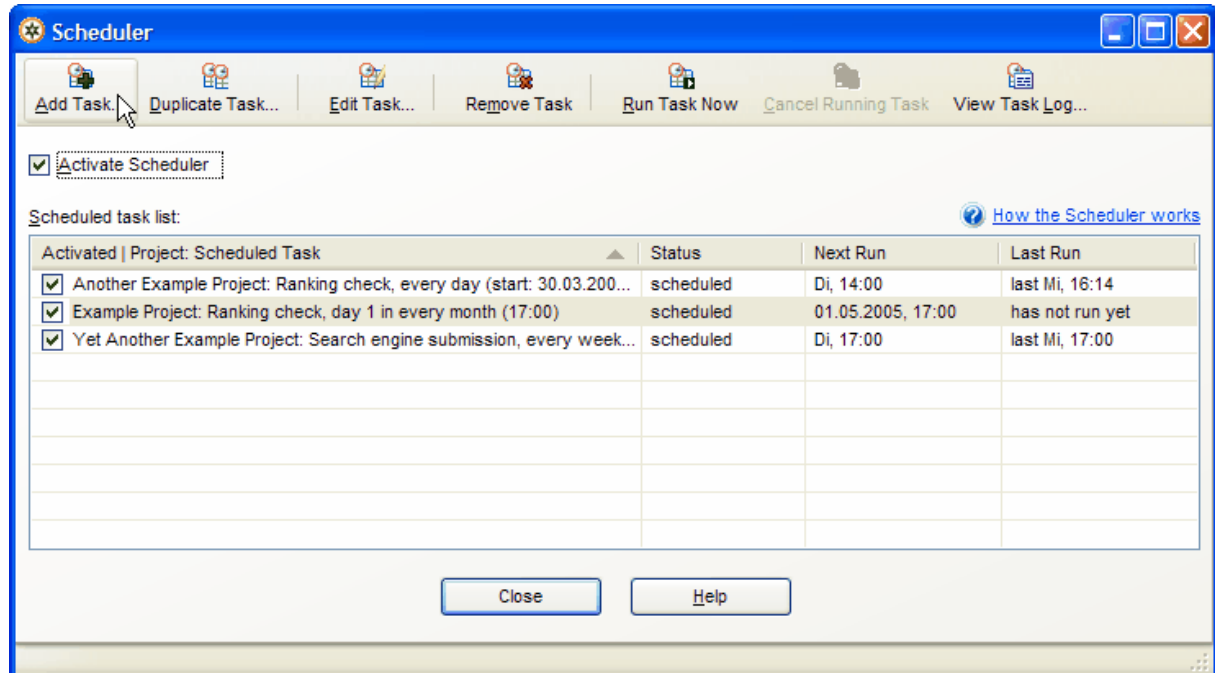 Scheduler
Add Task... Duplicate Task... Edit Task... Remove Task Run Task Now Cancel Running Task View Task Log...
Activate Scheduler
Scheduled task list: How the Scheduler works
Activated | Project: Scheduled Task Status Next Run Last Run
Another Example Project: Ranking check, every day (start: 30.03.200... scheduled Di, 14:00 last Mi, 16:14
Example Project: Ranking check, day 1 in every month (17:00) scheduled 01.05.2005, 17:00 has not run yet
Yet Another Example Project: Search engine submission, every week... scheduled Di, 17:00 last Mi, 17:00
Close Help